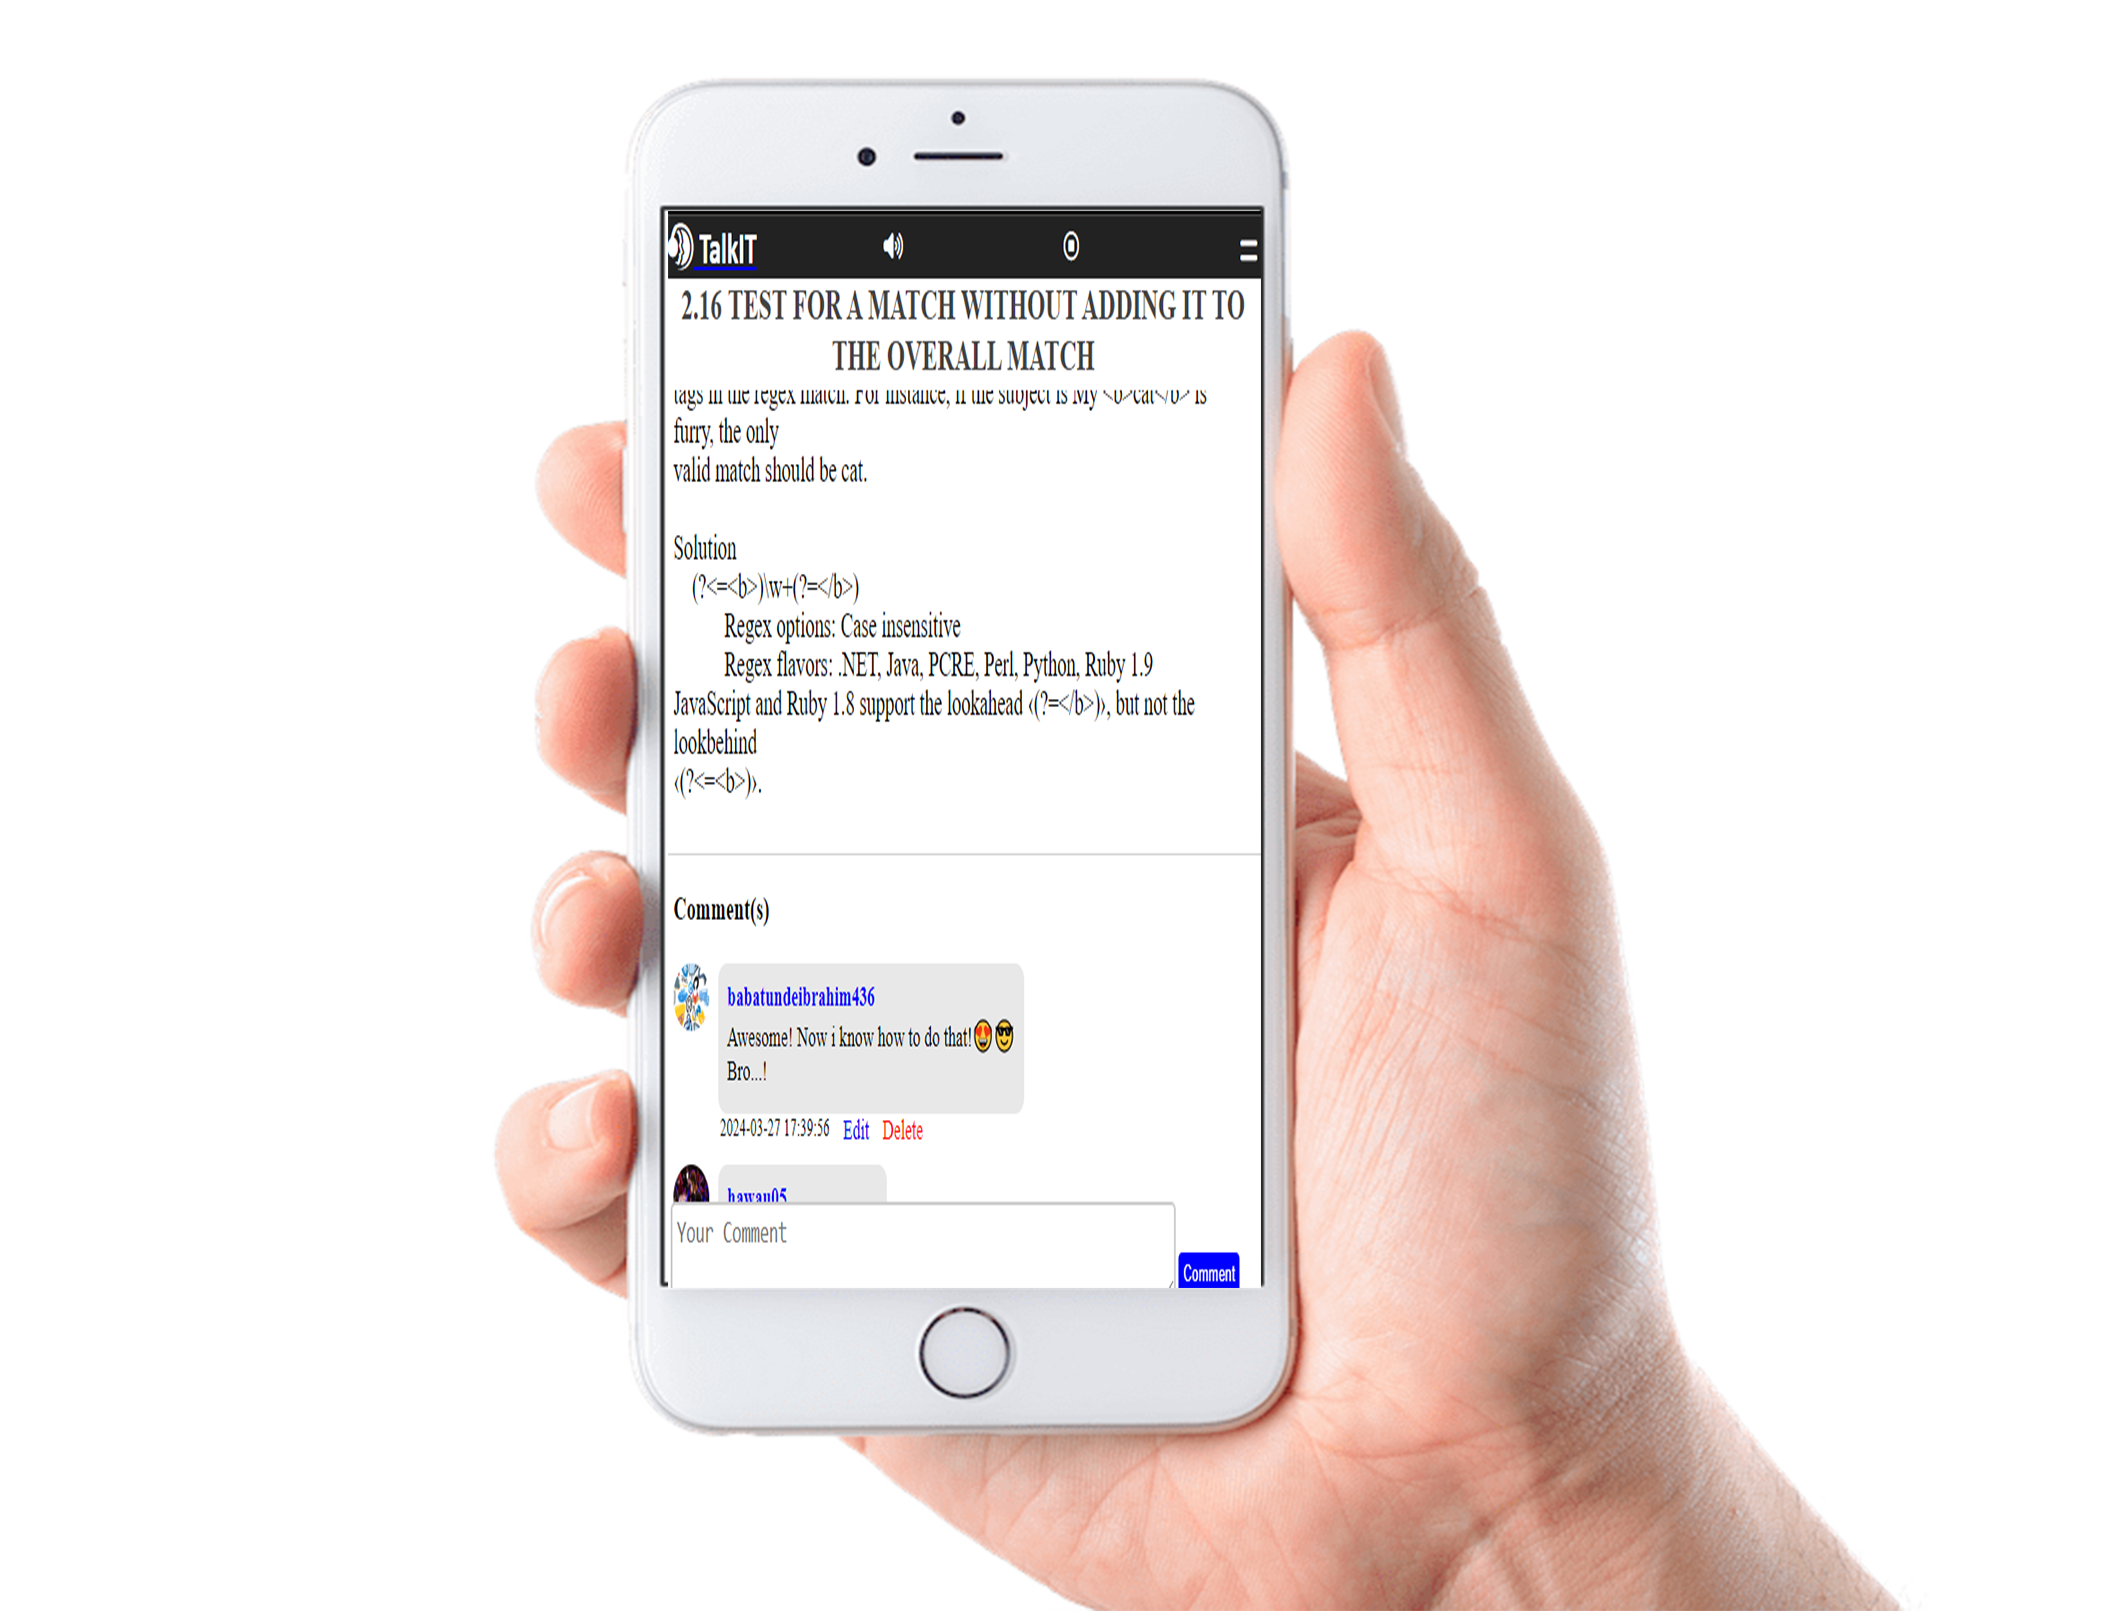 TalkIT
2.16 TEST FOR A MATCH WITHOUT ADDING IT TO
THE OVERALL MATCH
tags in the regex match. For instance, if the subject is My <b>cat</b> is
furry, the only
valid match should be cat.
Solution
(?<=<b>)\w+(?=</b>)
Regex options: Case insensitive
Regex flavors: .NET, Java, PCRE, Perl, Python, Ruby 1.9
JavaScript and Ruby 1.8 support the lookahead ‹(?=</b>)›, but not the
lookbehind
‹(?<=<b>)›.
Comment(s)
babatundeibrahim436
Awesome! Now i know how to do that!😍😎
Bro...!
2024-03-27 17:39:56 Edit Delete
hawau05
Your Comment
Comment